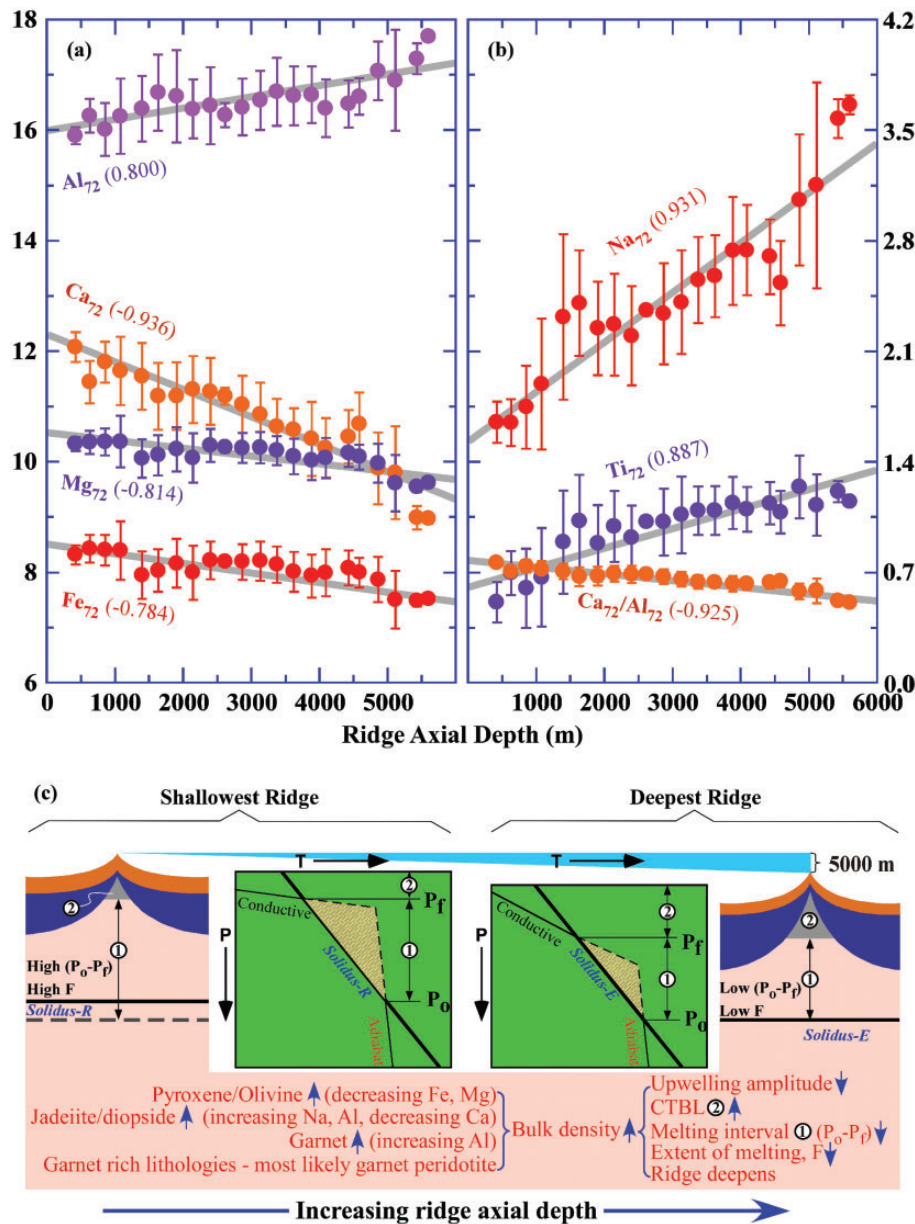 (a)
(b)
18
16
14
12
10
8
6
4.2
3.5
2.8
2.1
1.4
0.7
0.0
Al72 (0.800)
Ca72 (-0.936)
Mg72 (-0.814)
Fe72 (-0.784)
Na72 (0.931)
Ti72 (0.887)
Ca72/Al72 (-0.925)
0 1000 2000 3000 4000 5000
1000 2000 3000 4000 5000 6000
Ridge Axial Depth (m)
(c)
Shallowest Ridge
Deepest Ridge
T
T
5000 m
2
1
High (Po-Pf)
High F
Solidus-R
P
Conductive
Solidus-R
Adiabat
2
Pf
1
Po
P
Conductive
Solidus-E
Adiabat
2
Pf
1
Po
2
1
Low (Po-Pf)
Low F
Solidus-E
Pyroxene/Olivine (decreasing Fe, Mg)
Jadeiite/diopside (increasing Na, Al, decreasing Ca)
Garnet (increasing Al)
Garnet rich lithologies - most likely garnet peridotite
Bulk density
Upwelling amplitude
CTBL 2
Melting interval 1 (Po-Pf)
Extent of melting, F
Ridge deepens
Increasing ridge axial depth